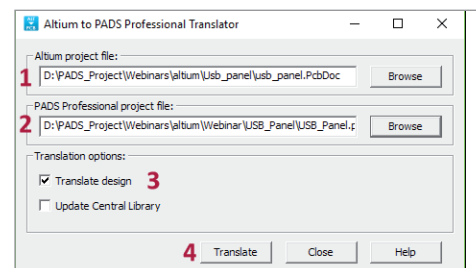 Altium to PADS Professional Translator
Altium project file:
1 D:\PADS_Project\Webinars\altium\Usb_panel\usb_panel.PcbDoc Browse
PADS Professional project file:
2 D:\PADS_Project\Webinars\altium\Webinar\USB_Panel\USB_Panel.p Browse
Translation options:
Translate design 3
Update Central Library
4 Translate Close Help